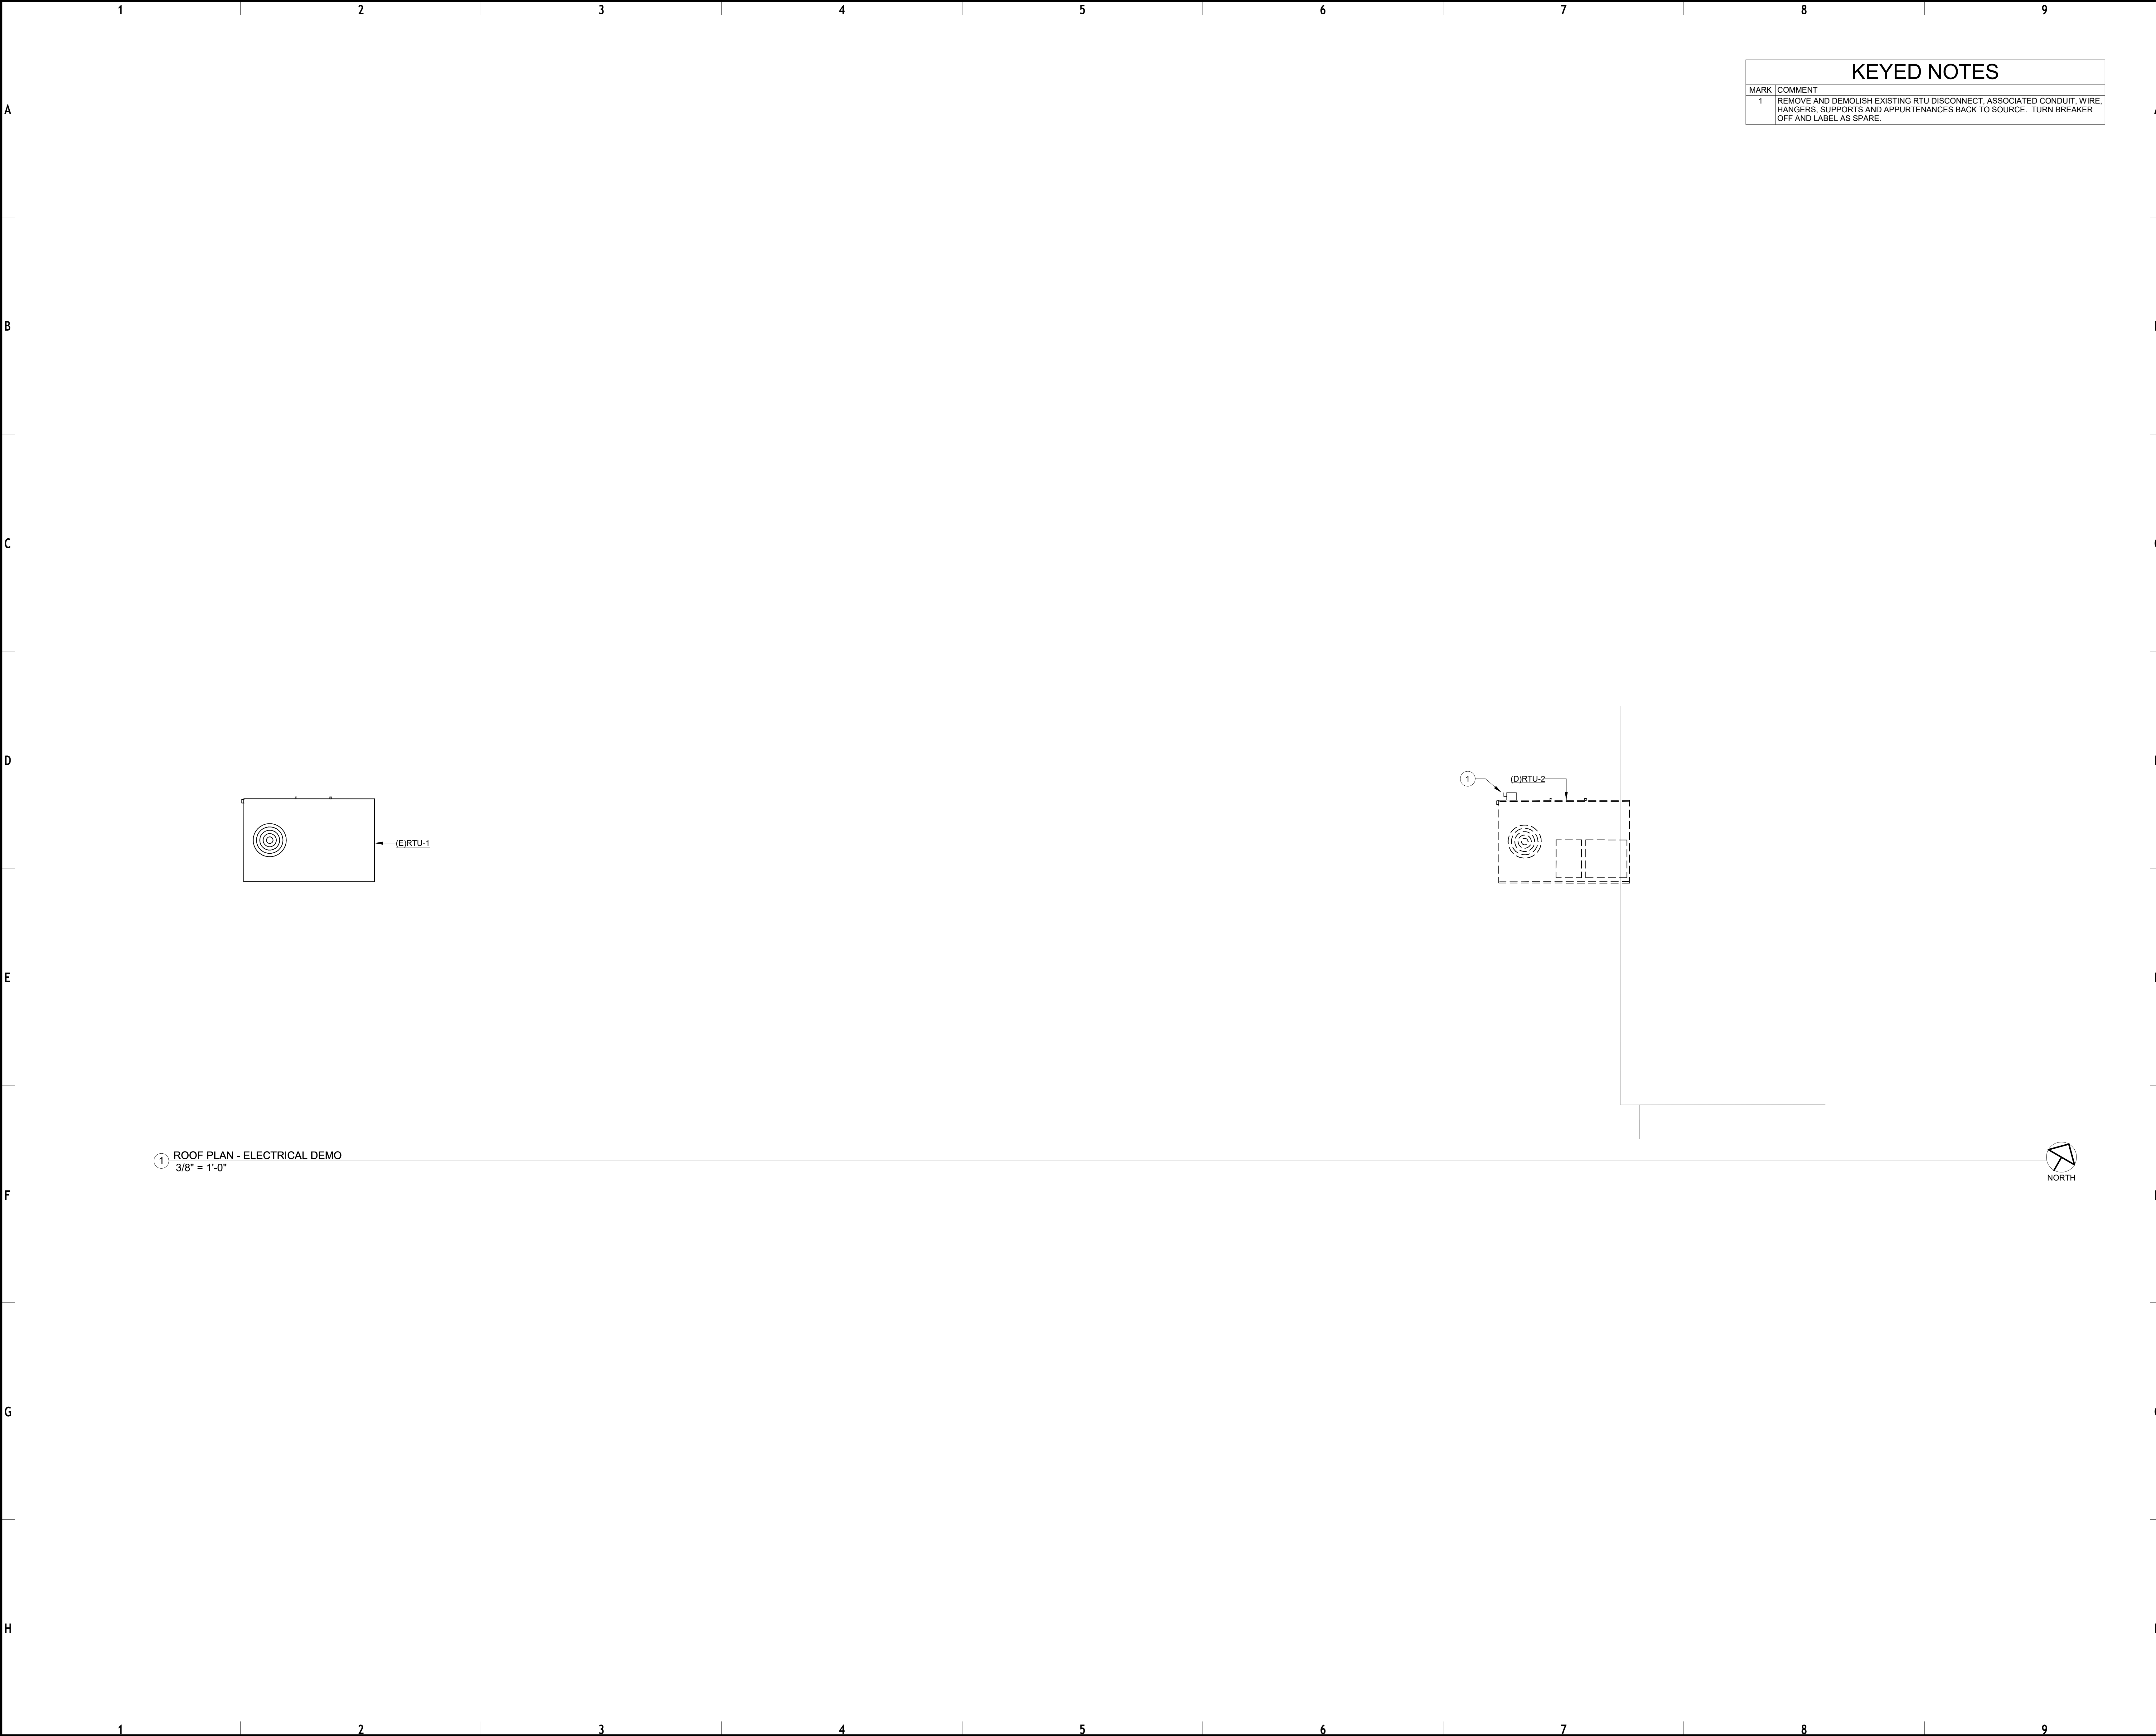 1 2 3 4 5 6 7 8 9
KEYED NOTES
MARK COMMENT
1 REMOVE AND DEMOLISH EXISTING RTU DISCONNECT, ASSOCIATED CONDUIT, WIRE,
HANGERS, SUPPORTS AND APPURTENANCES BACK TO SOURCE. TURN BREAKER
OFF AND LABEL AS SPARE.
A
B
C
D
1 (D)RTU-2
(E)RTU-1
E
1 ROOF PLAN - ELECTRICAL DEMO
3/8" = 1'-0"
NORTH
F
G
H
1 2 3 4 5 6 7 8 9